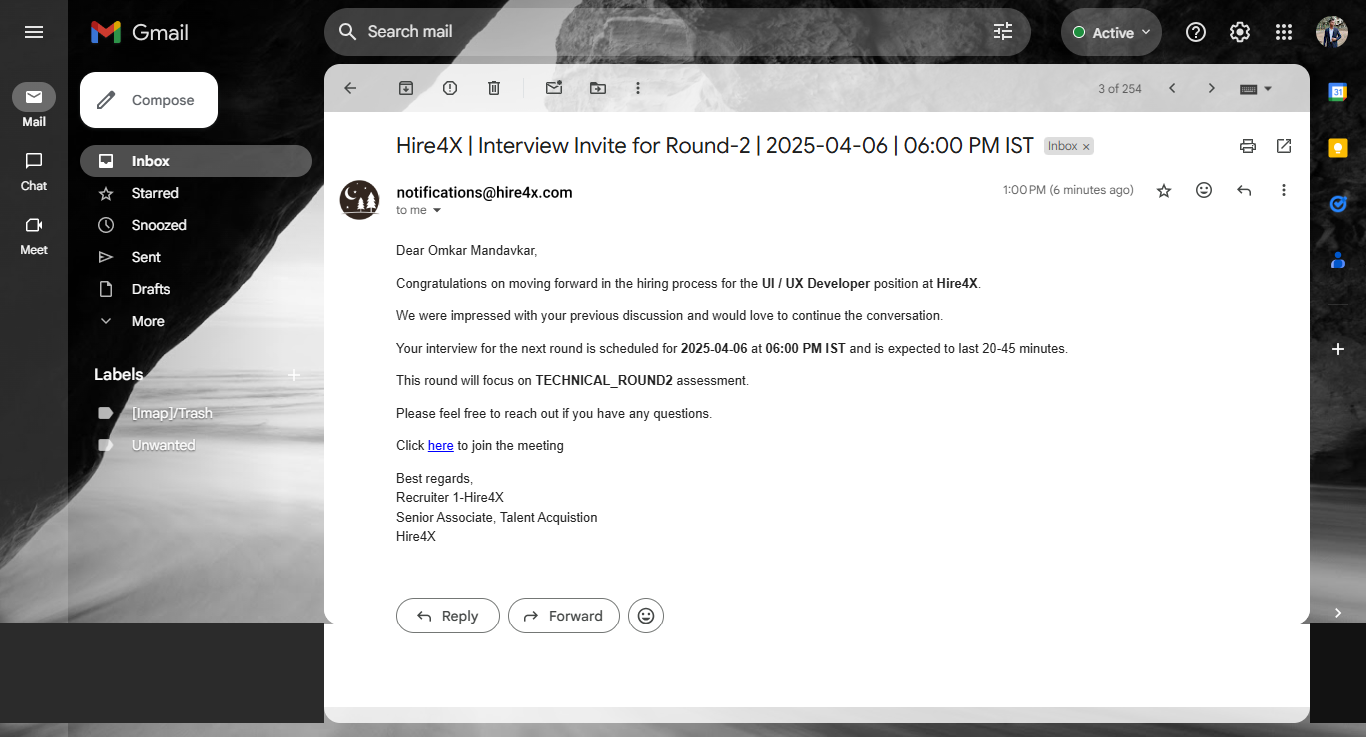 Gmail
Search mail
Active
Compose
Mail
Chat
Meet
Inbox
Starred
Snoozed
Sent
Drafts
More
Labels
[Imap]/Trash
Unwanted
3 of 254
31
Hire4X | Interview Invite for Round-2 | 2025-04-06 | 06:00 PM IST
Inbox ×
notifications@hire4x.com
1:00 PM (6 minutes ago)
to me
Dear Omkar Mandavkar,
Congratulations on moving forward in the hiring process for the UI / UX Developer position at Hire4X.
We were impressed with your previous discussion and would love to continue the conversation.
Your interview for the next round is scheduled for 2025-04-06 at 06:00 PM IST and is expected to last 20-45 minutes.
This round will focus on TECHNICAL_ROUND2 assessment.
Please feel free to reach out if you have any questions.
Click here to join the meeting
Best regards,
Recruiter 1-Hire4X
Senior Associate, Talent Acquistion
Hire4X
Reply
Forward